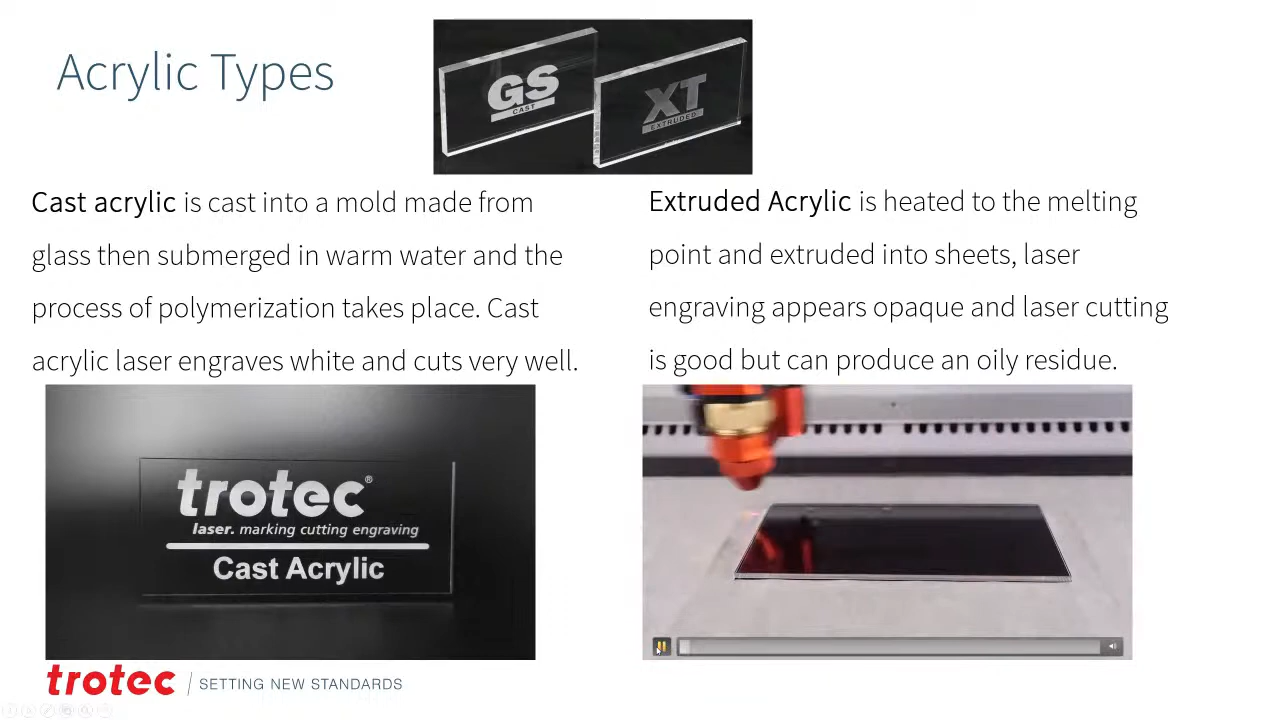 Acrylic Types
GS
CAST
XT
EXTRUDED
Cast acrylic is cast into a mold made from
glass then submerged in warm water and the
process of polymerization takes place. Cast
acrylic laser engraves white and cuts very well.
Extruded Acrylic is heated to the melting
point and extruded into sheets, laser
engraving appears opaque and laser cutting
is good but can produce an oily residue.
trotec®
laser. marking cutting engraving
Cast Acrylic
trotec | SETTING NEW STANDARDS